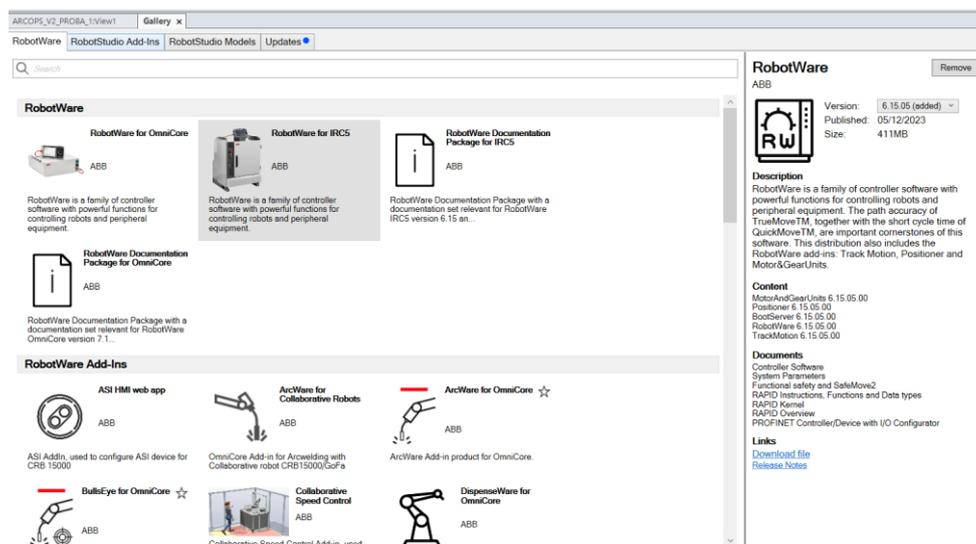 ARCOPS_V2_PROBA_1:View1 Gallery
RobotWare RobotStudio Add-Ins RobotStudio Models Updates
Search
RobotWare
RobotWare for OmniCore
ABB
RobotWare is a family of controller
software with powerful functions for
controlling robots and peripheral
equipment.
RobotWare for IRC5
ABB
RobotWare is a family of controller
software with powerful functions for
controlling robots and peripheral
equipment.
RobotWare Documentation
Package for IRC5
ABB
RobotWare Documentation Package with a
documentation set relevant for RobotWare
IRC5 version 6.15 an...
RobotWare Documentation
Package for OmniCore
ABB
RobotWare Documentation Package with a
documentation set relevant for RobotWare
OmniCore version 7.1...
RobotWare Add-Ins
ASI HMI web app
ABB
ASI AddIn, used to configure ASI device for
CRB 15000
ArcWare for
Collaborative Robots
ABB
OmniCore Add-in for Arcwelding with
Collaborative robot CRB15000/GoFa
ArcWare for OmniCore
ABB
ArcWare Add-in product for OmniCore.
BullsEye for OmniCore
ABB
Collaborative
Speed Control
ABB
Collaborative Speed Control Add-in, used
DispenseWare for
OmniCore
ABB
RobotWare
Remove
ABB
RW
Version: 6.15.05 (added)
Published: 05/12/2023
Size: 411MB
Description
RobotWare is a family of controller software with
powerful functions for controlling robots and
peripheral equipment. The path accuracy of
TrueMoveTM, together with the short cycle time of
QuickMoveTM, are important cornerstones of this
software. This distribution also includes the
RobotWare add-ins: Track Motion, Positioner and
Motor&GearUnits.
Content
MotorAndGearUnits 6.15.05.00
Positioner 6.15.05.00
BootServer 6.15.05.00
RobotWare 6.15.05.00
TrackMotion 6.15.05.00
Documents
Controller Software
System Parameters
Functional safety and SafeMove2
RAPID Instructions, Functions and Data types
RAPID Kernel
RAPID Overview
PROFINET Controller/Device with I/O Configurator
Links
Download file
Release Notes